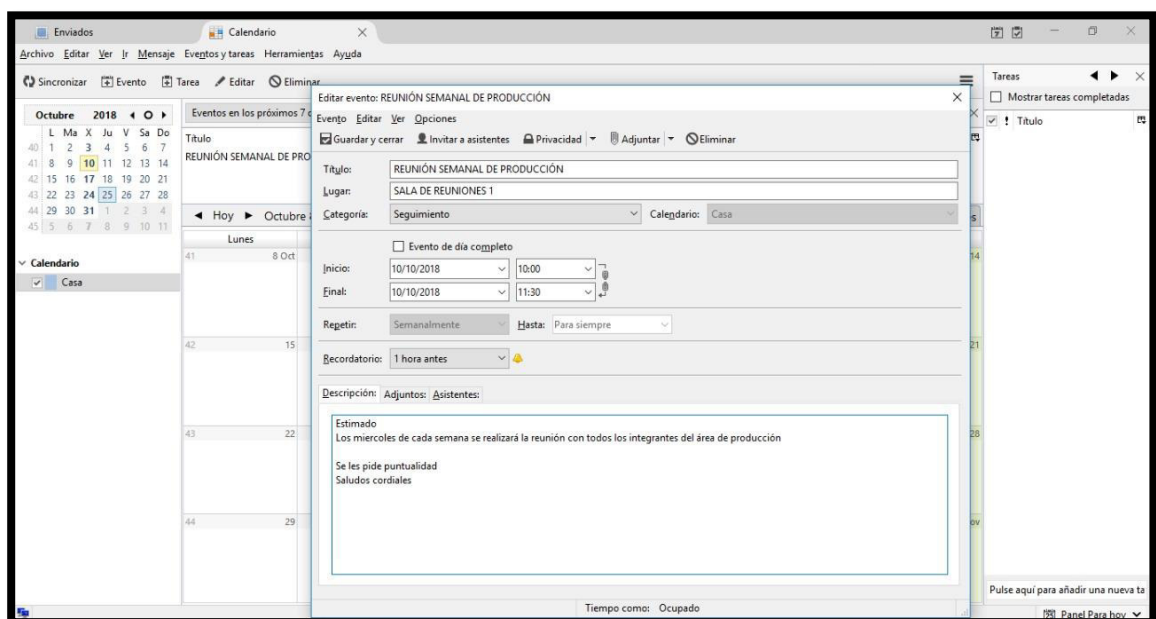 Enviados
Calendario
Archivo Editar Ver Ir Mensaje Eventos y tareas Herramientas Ayuda
Sincronizar Evento Tarea Editar Eliminar
Octubre 2018
L Ma X Ju V Sa Do
40 1 2 3 4 5 6 7
41 8 9 10 11 12 13 14
42 15 16 17 18 19 20 21
43 22 23 24 25 26 27 28
44 29 30 31 1 2 3 4
45 5 6 7 8 9 10 11
Calendario
Casa
Eventos en los próximos 7
Título
REUNIÓN SEMANAL DE PRO
Hoy Octubre
Lunes
41 8 Oct
42 15
43 22
44 29
Editar evento: REUNIÓN SEMANAL DE PRODUCCIÓN
Evento Editar Ver Opciones
Guardar y cerrar Invitar a asistentes Privacidad Adjuntar Eliminar
Título: REUNIÓN SEMANAL DE PRODUCCIÓN
Lugar: SALA DE REUNIONES 1
Categoría: Seguimiento Calendario: Casa
Evento de día completo
Inicio: 10/10/2018 10:00
Final: 10/10/2018 11:30
Repetir: Semanalmente Hasta: Para siempre
Recordatorio: 1 hora antes
Descripción: Adjuntos: Asistentes:
Estimado
Los miercoles de cada semana se realizará la reunión con todos los integrantes del área de producción
Se les pide puntualidad
Saludos cordiales
Tiempo como: Ocupado
14
21
28
ov
Tareas
Mostrar tareas completadas
! Título
Pulse aquí para añadir una nueva ta
Panel Para hoy